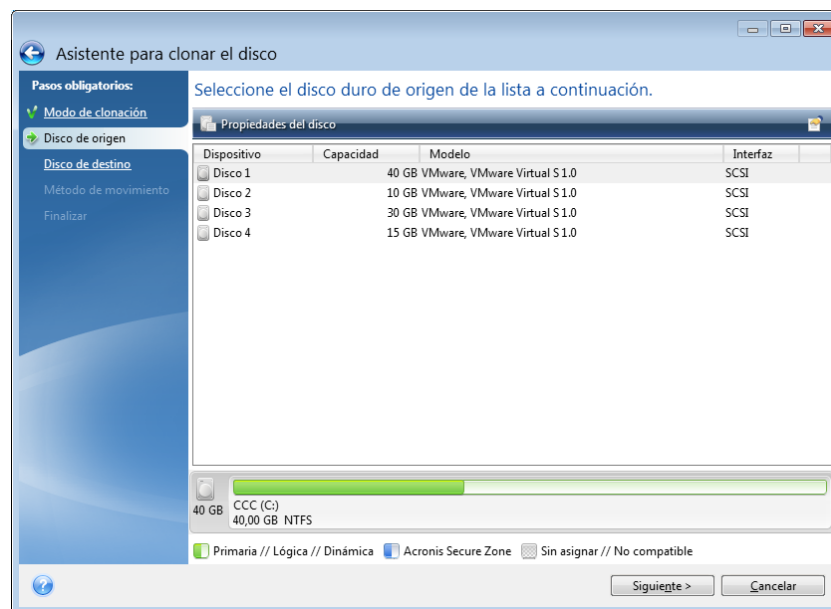 Asistente para clonar el disco
Pasos obligatorios:
Modo de clonación
Disco de origen
Disco de destino
Método de movimiento
Finalizar
Seleccione el disco duro de origen de la lista a continuación.
Propiedades del disco
Dispositivo Capacidad Modelo Interfaz
Disco 1 40 GB VMware, VMware Virtual S 1.0 SCSI
Disco 2 10 GB VMware, VMware Virtual S 1.0 SCSI
Disco 3 30 GB VMware, VMware Virtual S 1.0 SCSI
Disco 4 15 GB VMware, VMware Virtual S 1.0 SCSI
40 GB
CCC (C:)
40,00 GB NTFS
Primaria // Lógica // Dinámica Acronis Secure Zone Sin asignar // No compatible
? Siguiente > Cancelar